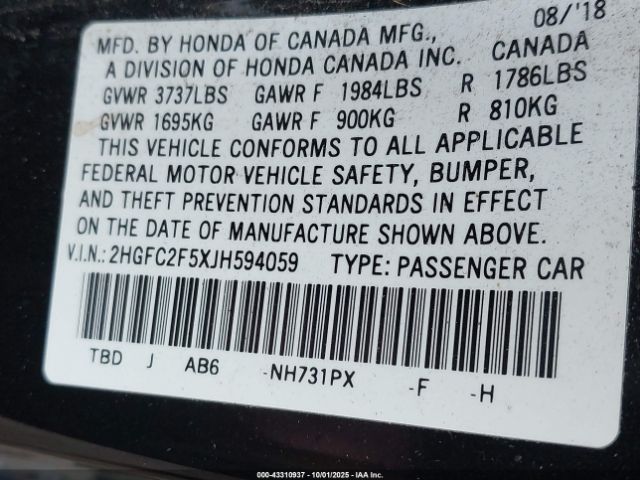 08/'18
MFD. BY HONDA OF CANADA MFG., CANADA
A DIVISION OF HONDA CANADA INC.
GVWR 3737LBS GAWR F 1984LBS R 1786LBS
GVWR 1695KG GAWR F 900KG R 810KG
THIS VEHICLE CONFORMS TO ALL APPLICABLE
FEDERAL MOTOR VEHICLE SAFETY, BUMPER,
AND THEFT PREVENTION STANDARDS IN EFFECT
ON THE DATE OF MANUFACTURE SHOWN ABOVE.
V.I.N.: 2HGFC2F5XJH594059 TYPE: PASSENGER CAR
TBD J AB6 -NH731PX -F -H
000-43310937 - 10/01/2025 - IAA Inc.